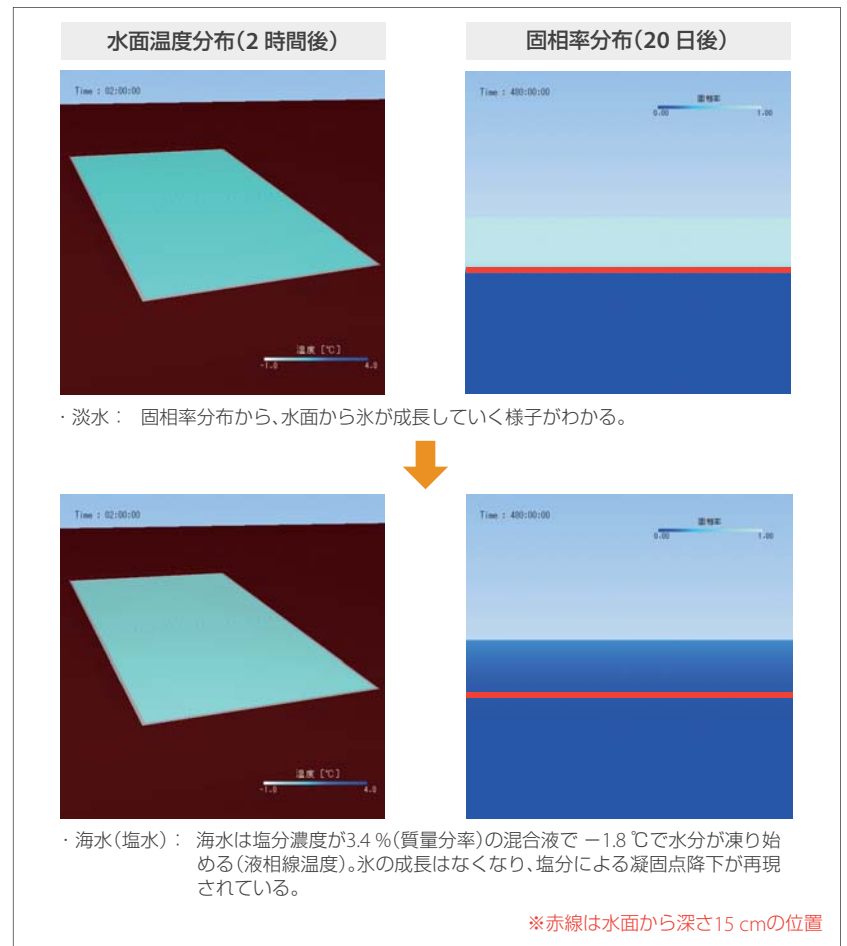 水面温度分布(2 時間後)
固相率分布(20 日後)
Time : 02:00:00
温度 [℃]
-1.0 4.0
Time : 480:00:00
固相率
0.00 1.00
・淡水： 固相率分布から、水面から氷が成長していく様子がわかる。
Time : 02:00:00
温度 [℃]
-1.0 4.0
Time : 480:00:00
固相率
0.00 1.00
・海水(塩水)： 海水は塩分濃度が3.4 %(質量分率)の混合液で －1.8 ℃で水分が凍り始
める(液相線温度)。氷の成長はなくなり、塩分による凝固点降下が再現
されている。
※赤線は水面から深さ15 cmの位置